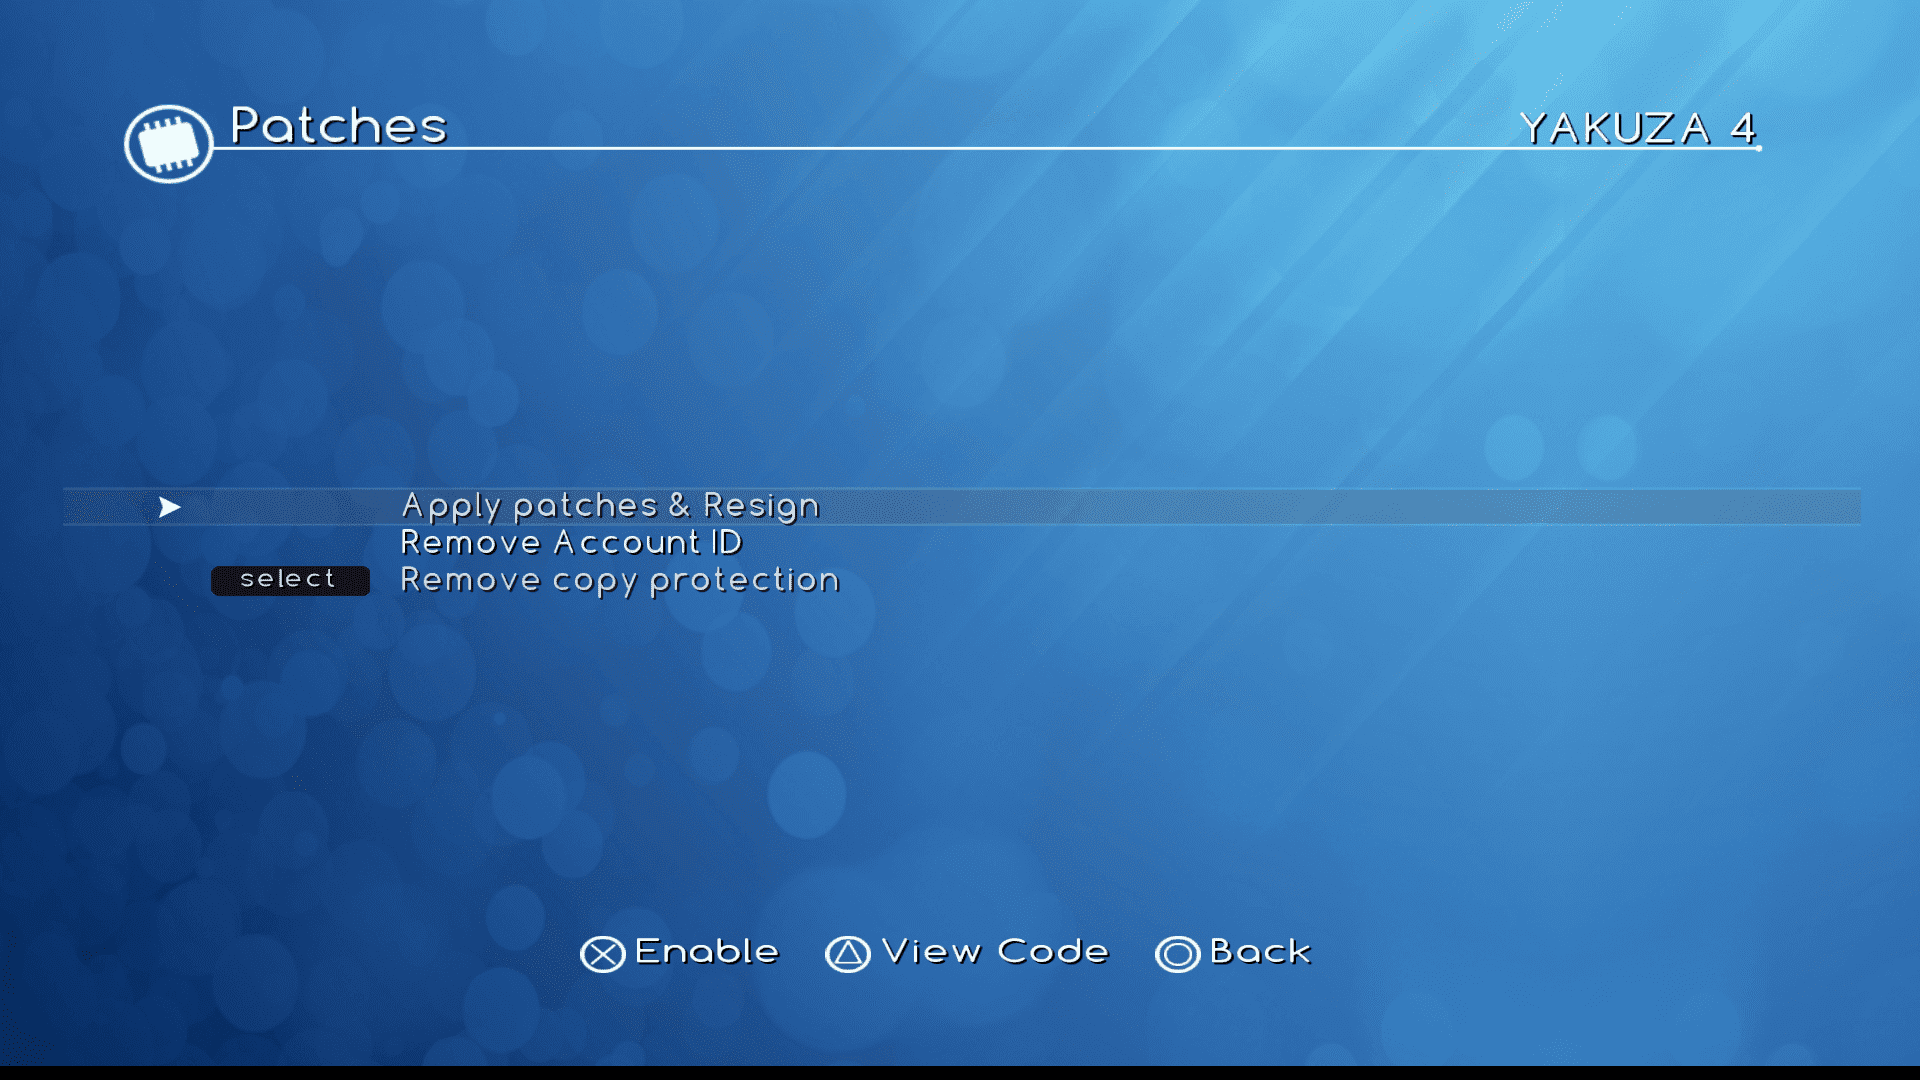 Patches
YAKUZA 4
Apply patches & Resign
Remove Account ID
select Remove copy protection
Enable View Code Back